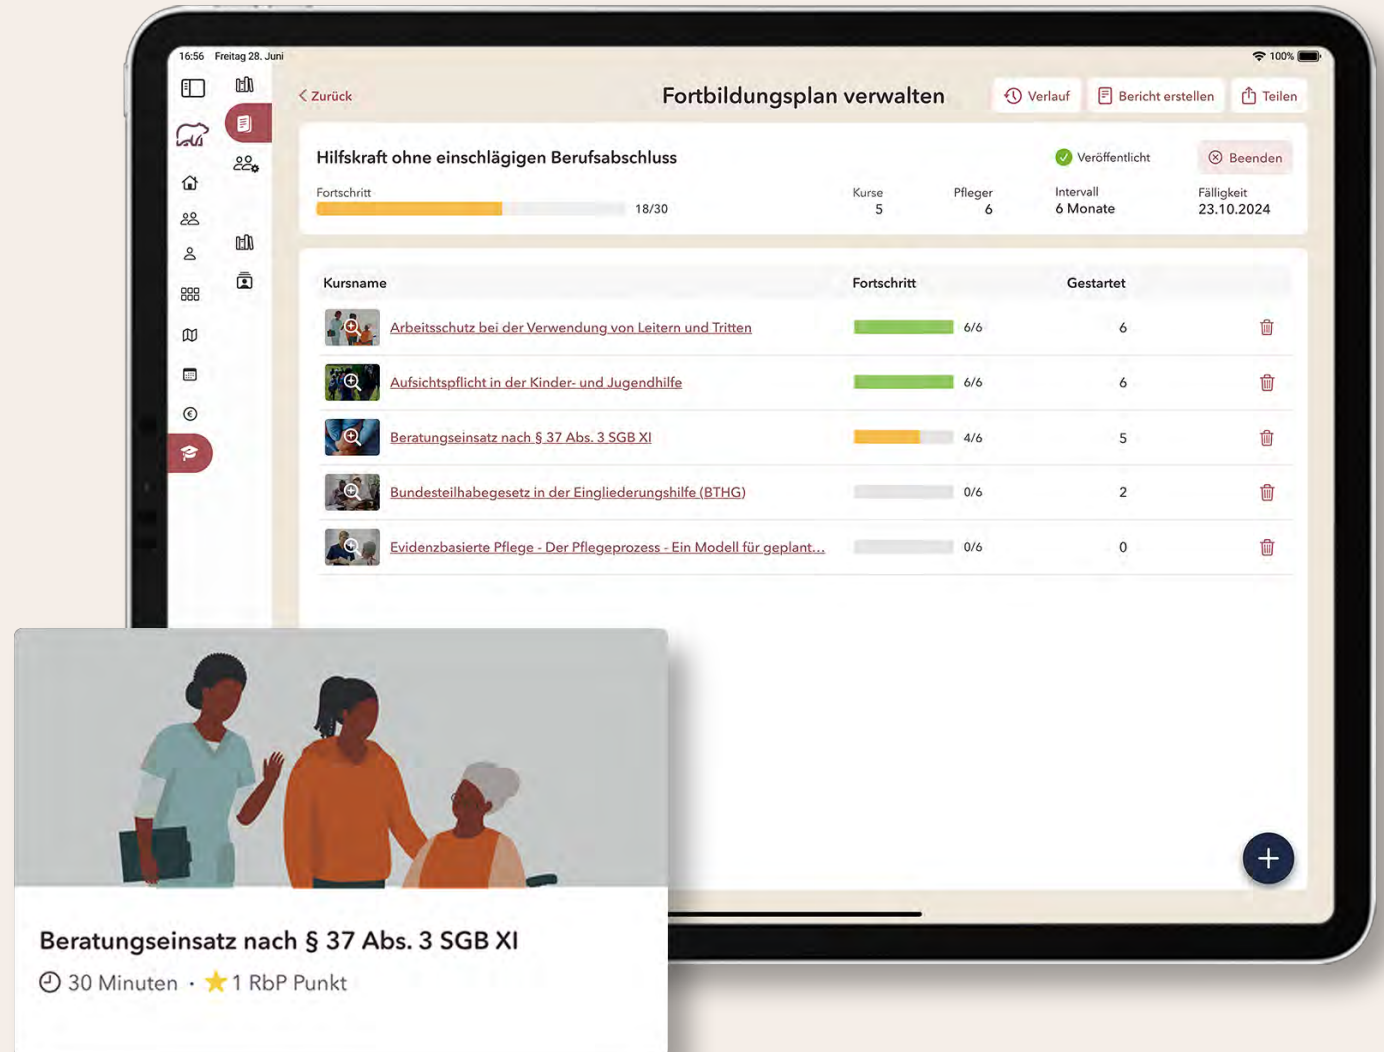 16:56 Freitag 28. Juni
100%
Zurück
Fortbildungsplan verwalten
Verlauf
Bericht erstellen
Teilen
Hilfskraft ohne einschlägigen Berufsabschluss
Veröffentlicht
Beenden
Fortschritt
18/30
Kurse
5
Pfleger
6
Intervall
6 Monate
Fälligkeit
23.10.2024
Kursname Fortschritt Gestartet
Arbeitsschutz bei der Verwendung von Leitern und Tritten 6/6 6
Aufsichtspflicht in der Kinder- und Jugendhilfe 6/6 6
Beratungseinsatz nach § 37 Abs. 3 SGB XI 4/6 5
Bundesteilhabegesetz in der Eingliederungshilfe (BTHG) 0/6 2
Evidenzbasierte Pflege - Der Pflegeprozess - Ein Modell für geplant... 0/6 0
Beratungseinsatz nach § 37 Abs. 3 SGB XI
30 Minuten · 1 RbP Punkt